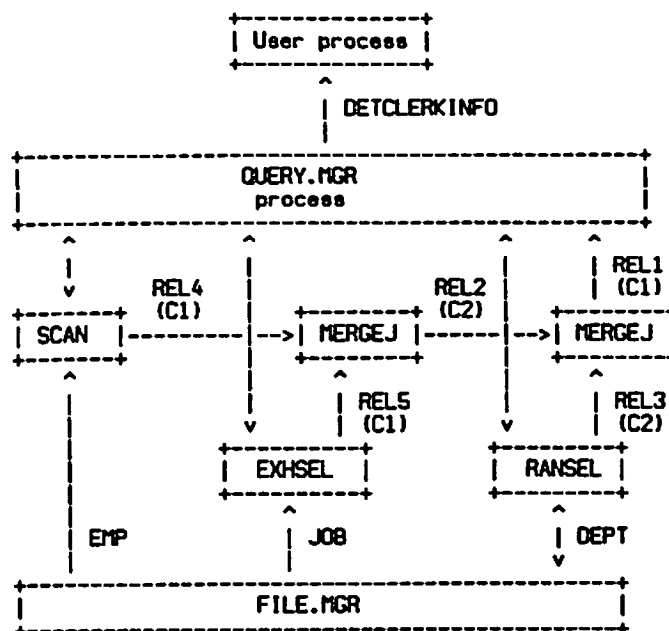 User process
DETCLERKINFO
QUERY.MGR
process
REL4 REL2 REL1
(C1) (C2) (C1)
SCAN MERGEJ MERGEJ
REL5 REL3
(C1) (C2)
EXHSEL RANSEL
EMP JOB DEPT
FILE.MGR